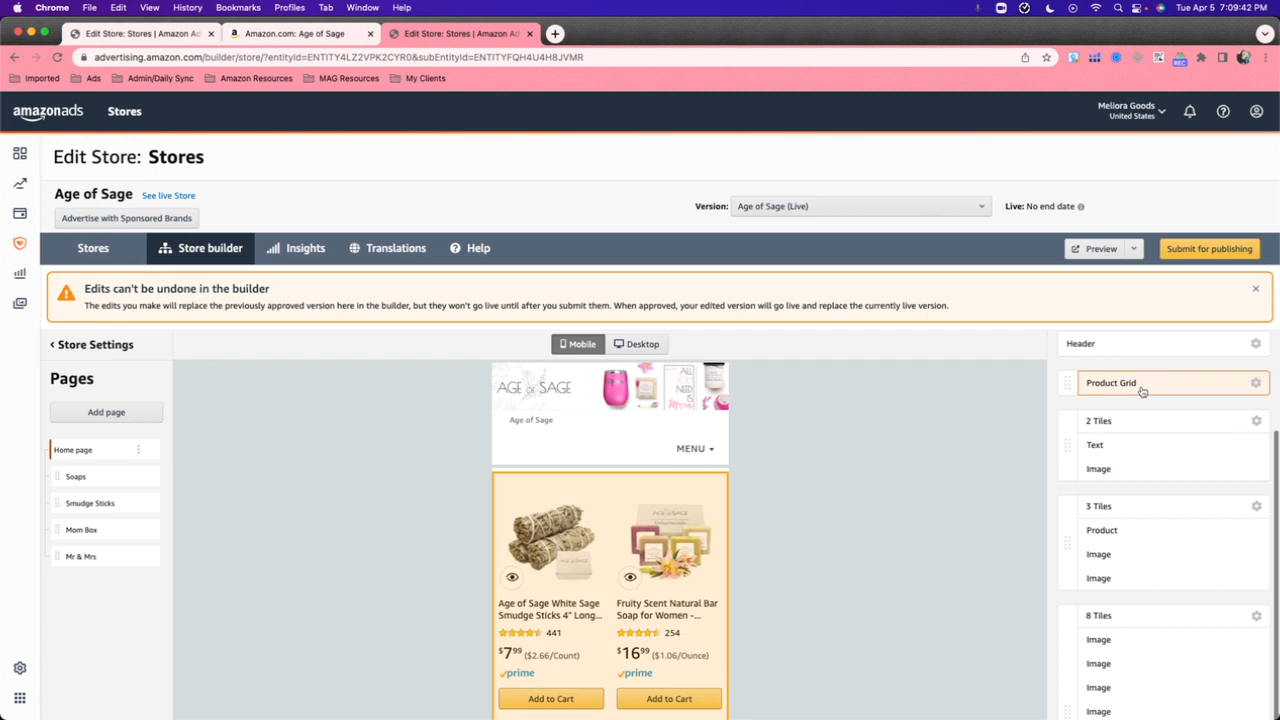 Chrome File Edit View History Bookmarks Profiles Tab Window Help
Tue Apr 5 7:09:42 PM
Edit Store: Stores | Amazon Ad
Amazon.com: Age of Sage
Edit Store: Stores | Amazon Ad
advertising.amazon.com/builder/store/?entityId=ENTITY4LZ2VPK2CYR0&subEntityId=ENTITYFQH4U4H8JVMR
REC
Imported Ads Admin/Daily Sync Amazon Resources MAG Resources My Clients
amazonads Stores
Meliora Goods
United States
Edit Store: Stores
Age of Sage See live Store
Version: Age of Sage (Live) Live: No end date
Advertise with Sponsored Brands
Stores Store builder Insights Translations Help Preview Submit for publishing
Edits can't be undone in the builder
The edits you make will replace the previously approved version here in the builder, but they won't go live until after you submit them. When approved, your edited version will go live and replace the currently live version.
Store Settings
Mobile Desktop
Pages
Add page
Home page
Soaps
Smudge Sticks
Mom Box
Mr & Mrs
AGE OF SAGE
Age of Sage
MENU
AGE OF SAGE
Age of Sage White Sage
Smudge Sticks 4" Long...
441
$7.99 ($2.66/Count)
prime
Add to Cart
Fruity Scent Natural Bar
Soap for Women -...
254
$16.99 ($1.06/Ounce)
prime
Add to Cart
Header
Product Grid
2 Tiles
Text
Image
3 Tiles
Product
Image
Image
8 Tiles
Image
Image
Image
Image